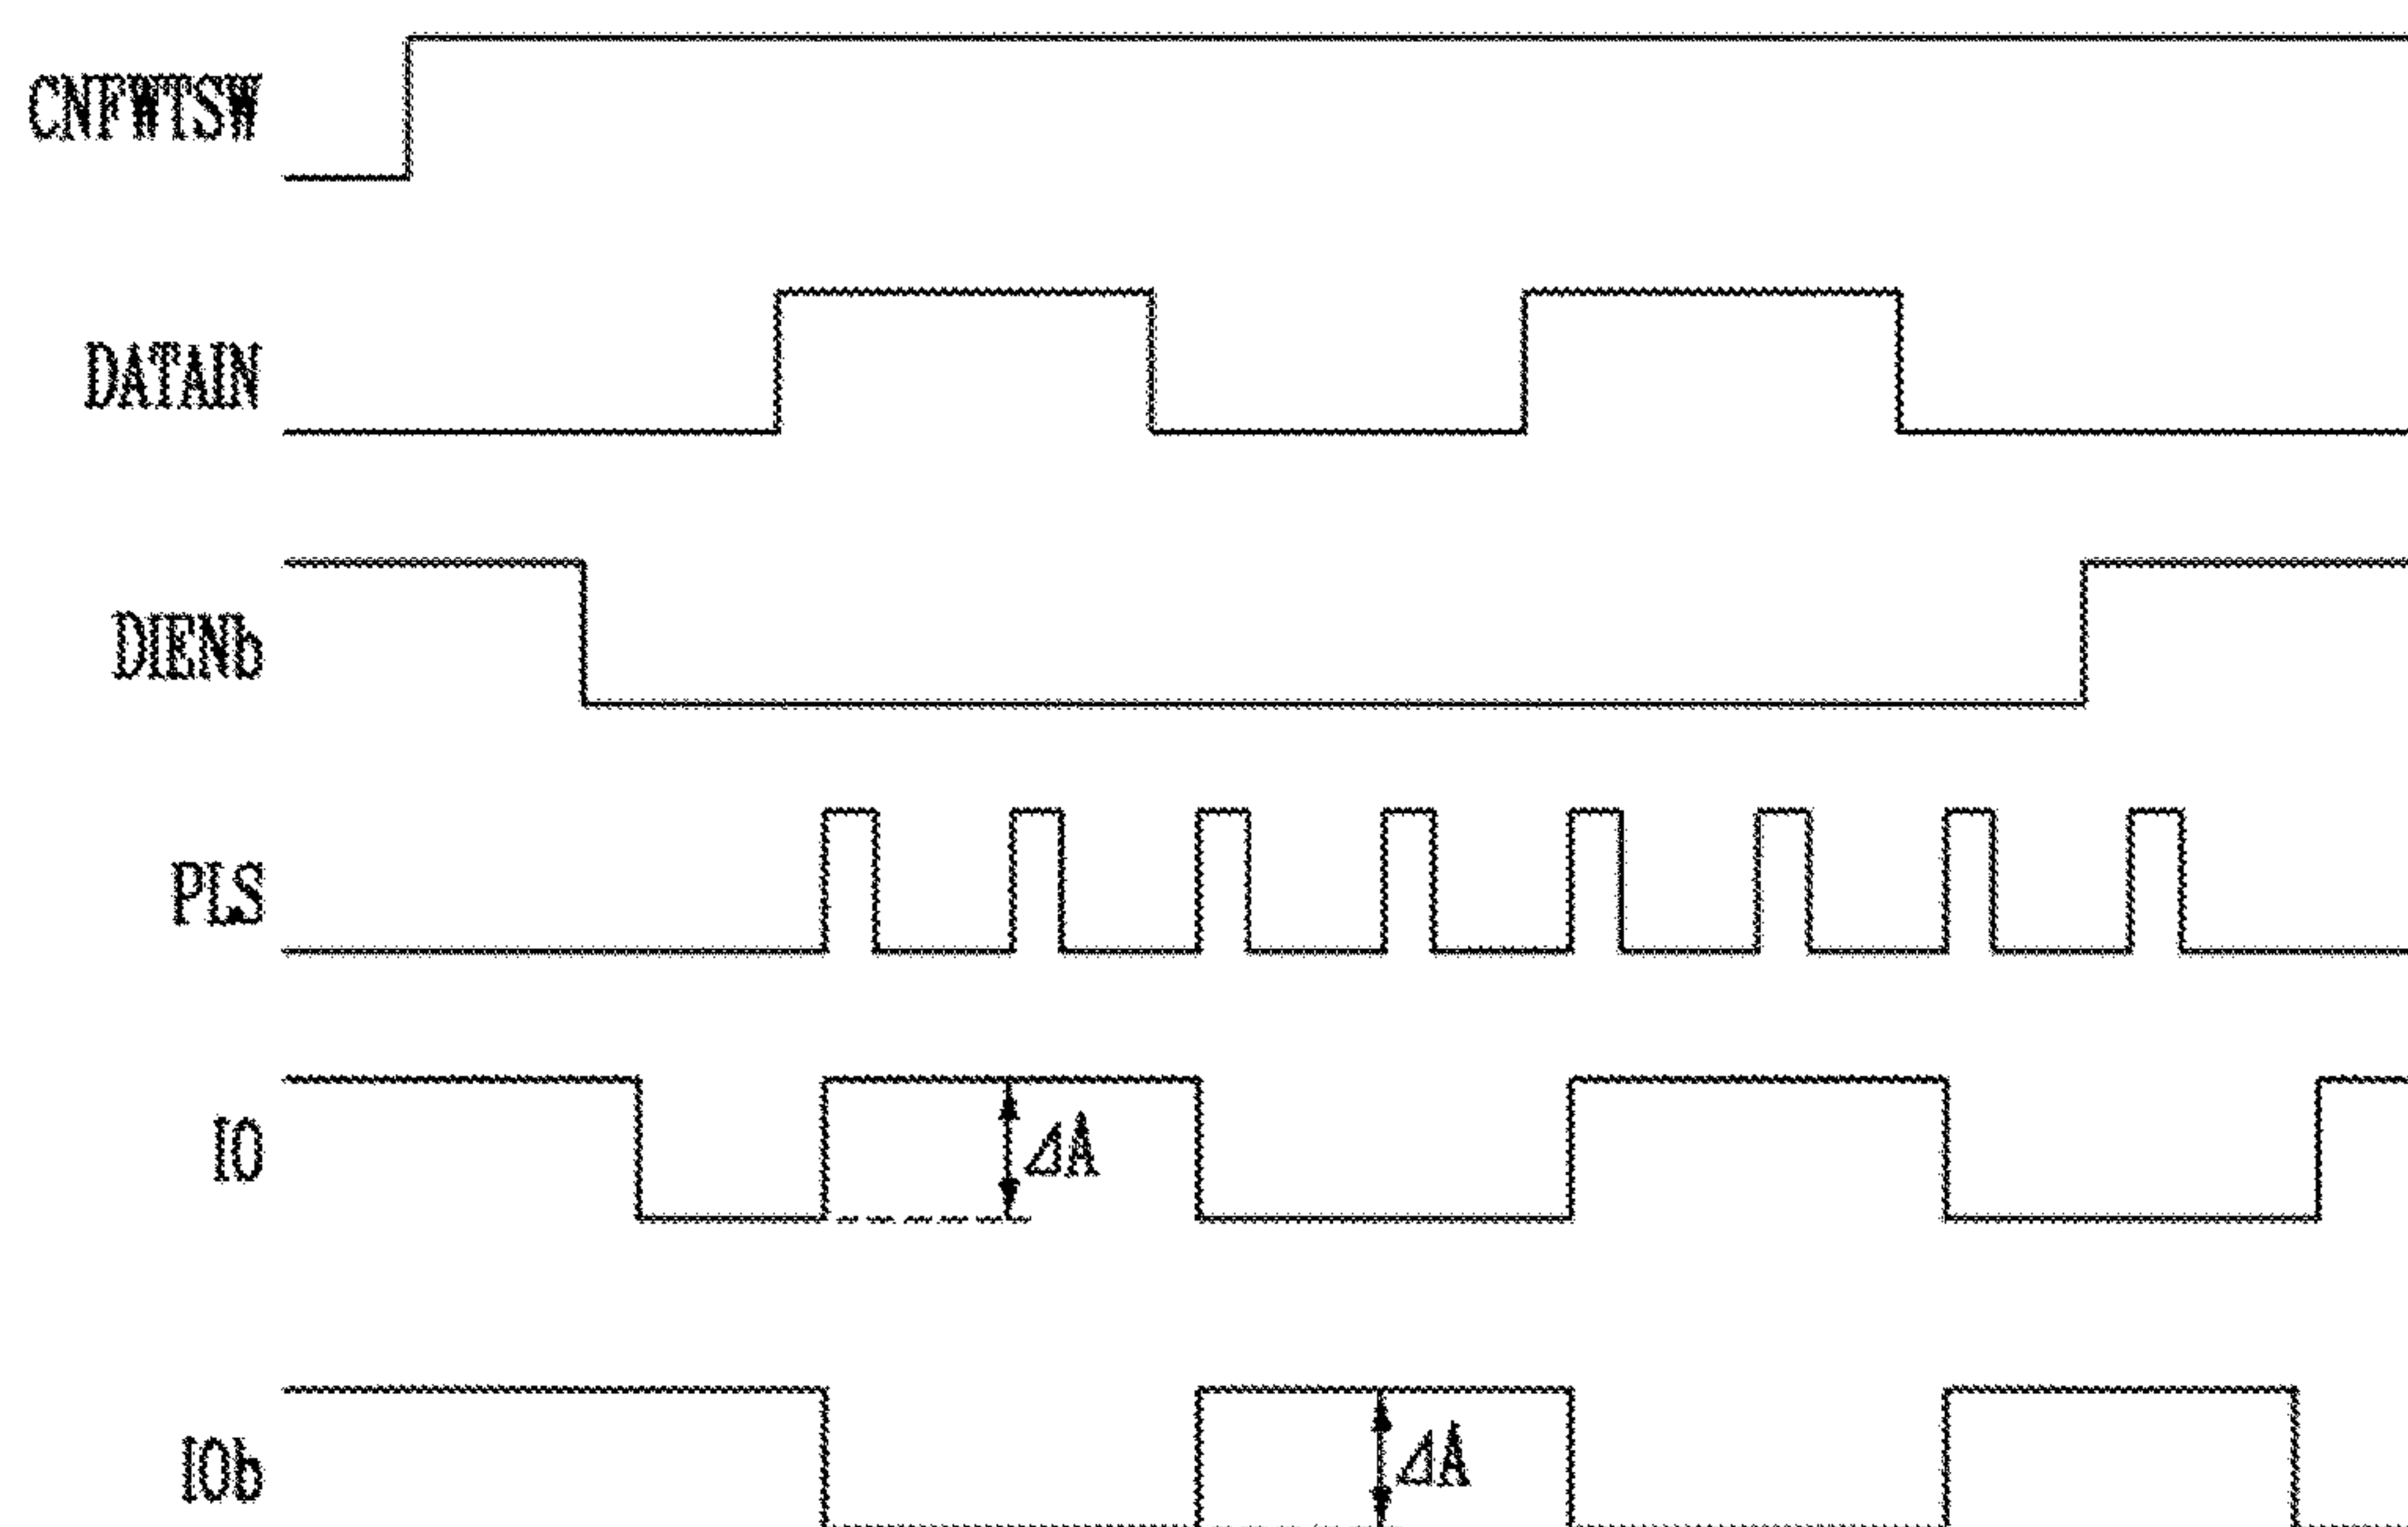 CNFWTSW
DATAIN
DIENb
PLS
IO
ΔA
IOb
ΔA